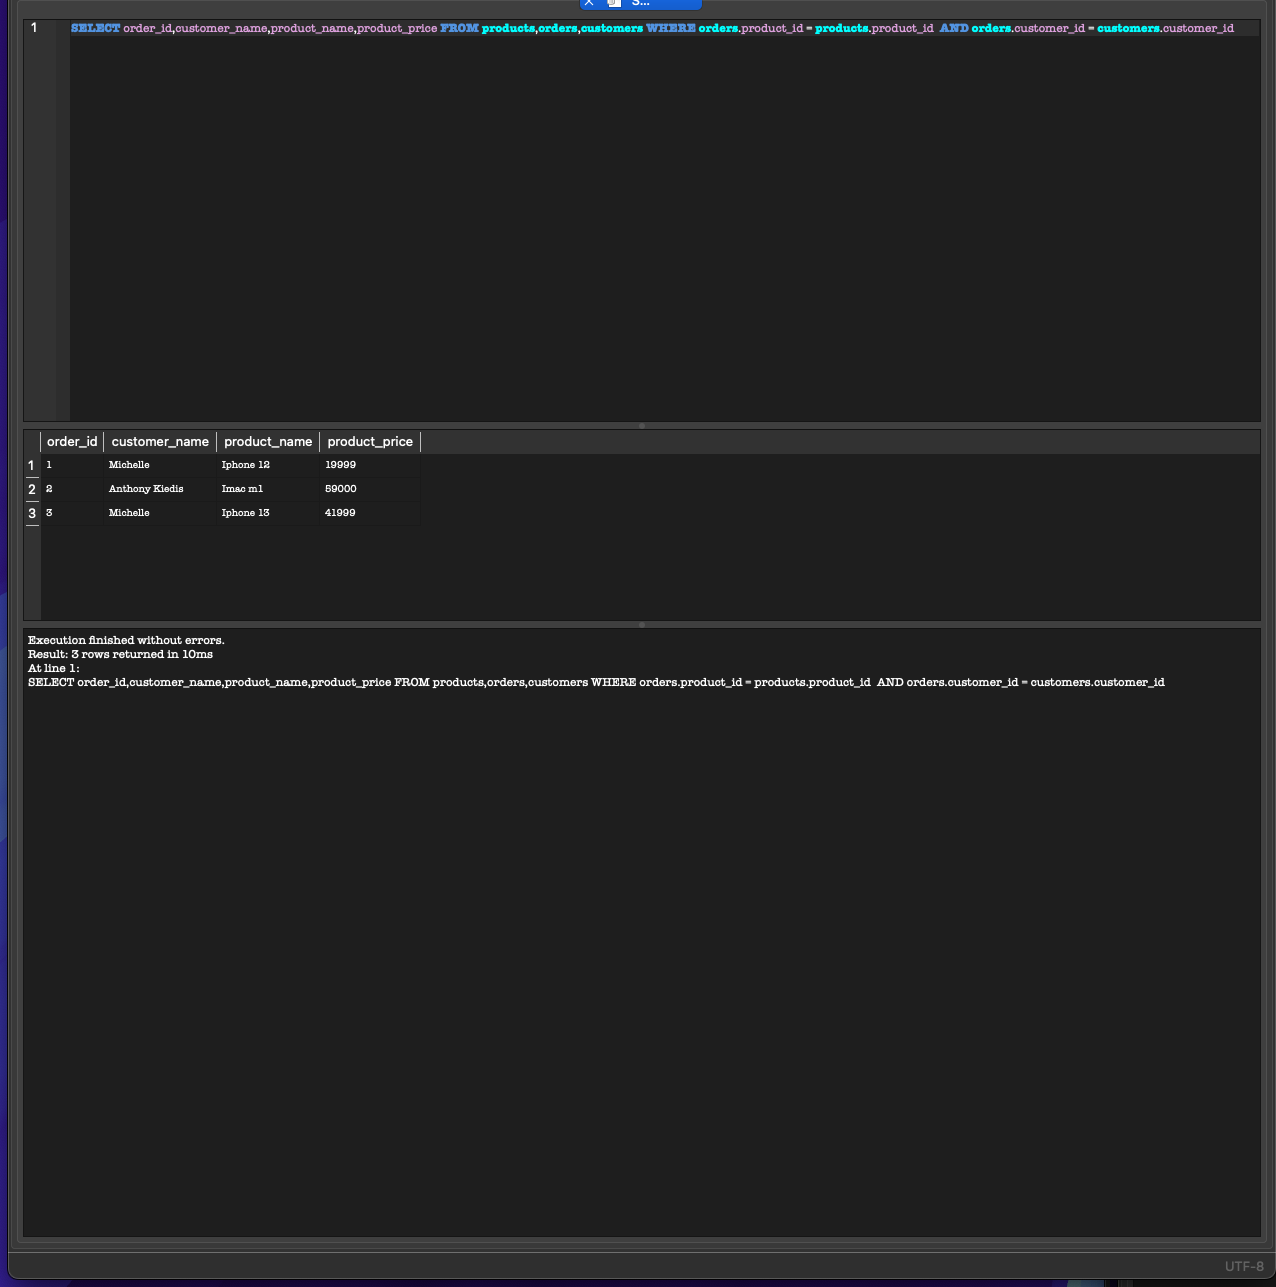 S...
1 SELECT order_id,customer_name,product_name,product_price FROM products,orders,customers WHERE orders.product_id = products.product_id  AND orders.customer_id = customers.customer_id
order_id customer_name product_name product_price
1 1 Michelle Iphone 12 19999
2 2 Anthony Kiedis Imac m1 59000
3 3 Michelle Iphone 13 41999
Execution finished without errors.
Result: 3 rows returned in 10ms
At line 1:
SELECT order_id,customer_name,product_name,product_price FROM products,orders,customers WHERE orders.product_id = products.product_id  AND orders.customer_id = customers.customer_id
UTF-8